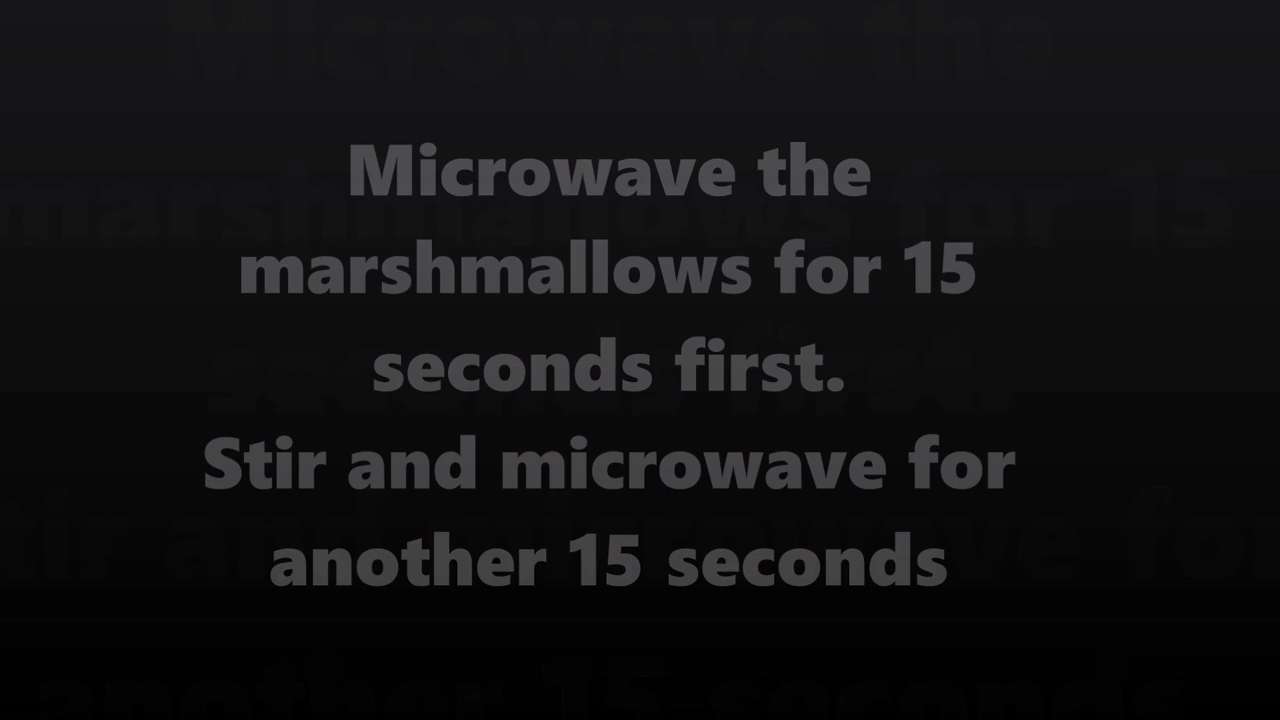 Microwave the
marshmallows for 15
seconds first.
Stir and microwave for
another 15 seconds